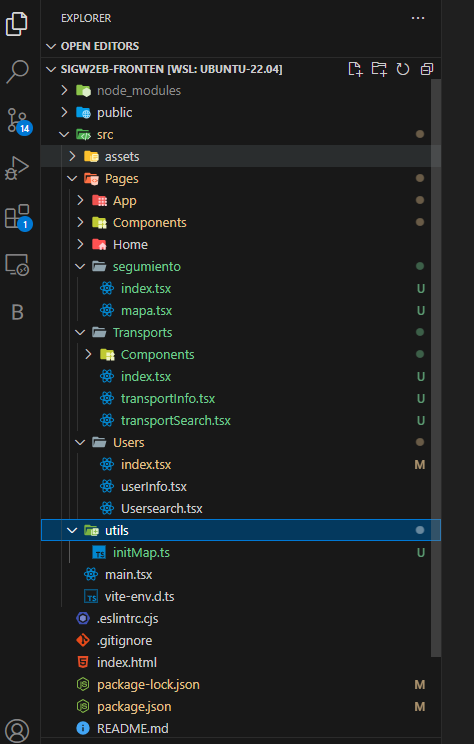 EXPLORER
OPEN EDITORS
SIGW2EB-FRONTEN [WSL: UBUNTU-22.04]
node_modules
public
14
src
assets
Pages
App
1
Components
Home
segumiento
index.tsx U
B
mapa.tsx U
Transports
Components
index.tsx U
transportInfo.tsx U
transportSearch.tsx U
Users
index.tsx M
userInfo.tsx
Usersearch.tsx
utils
TS initMap.ts U
main.tsx
TS vite-env.d.ts
.eslintrc.cjs
.gitignore
index.html
package-lock.json M
package.json M
README.md